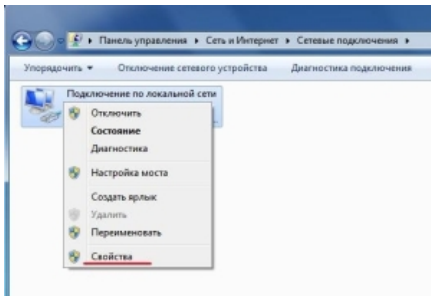 Панель управления ▸ Сеть и Интернет ▸ Сетевые подключения ▸
Упорядочить ▾ Отключение сетевого устройства Диагностика подключения
Подключение по локальной сети
Отключить
Состояние
Диагностика
Настройка моста
Создать ярлык
Удалить
Переименовать
Свойства